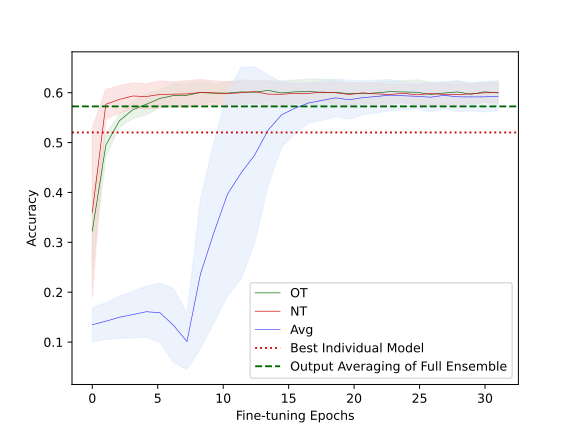 0.6
0.5
0.4
0.3
0.2
0.1
Accuracy
0 5 10 15 20 25 30
Fine-tuning Epochs
OT
NT
Avg
Best Individual Model
Output Averaging of Full Ensemble